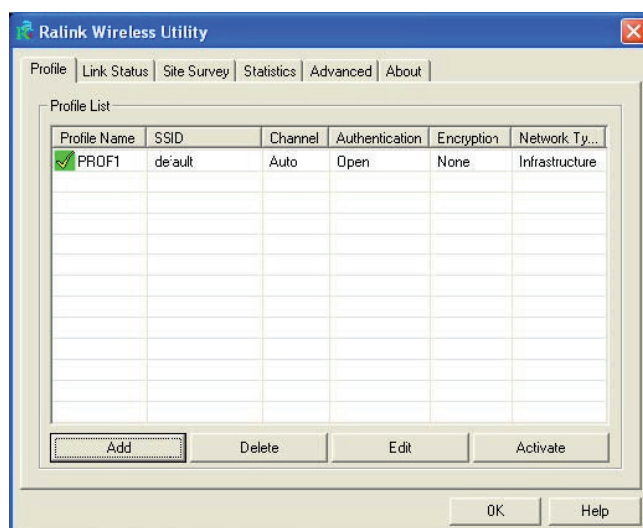 Ralink Wireless Utility
Profile Link Status Site Survey Statistics Advanced About
Profile List
Profile Name SSID Channel Authentication Encryption Network Ty...
PROF1 default Auto Open None Infrastructure
Add Delete Edit Activate
OK Help